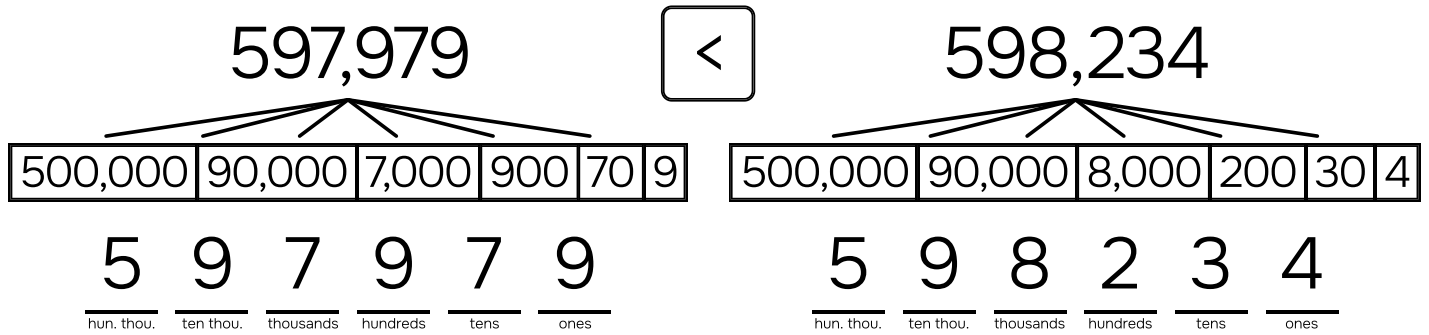 597,979 < 598,234
500,000 90,000 7,000 900 70 9 500,000 90,000 8,000 200 30 4
5 9 7 9 7 9 5 9 8 2 3 4
hun. thou. ten thou. thousands hundreds tens ones hun. thou. ten thou. thousands hundreds tens ones